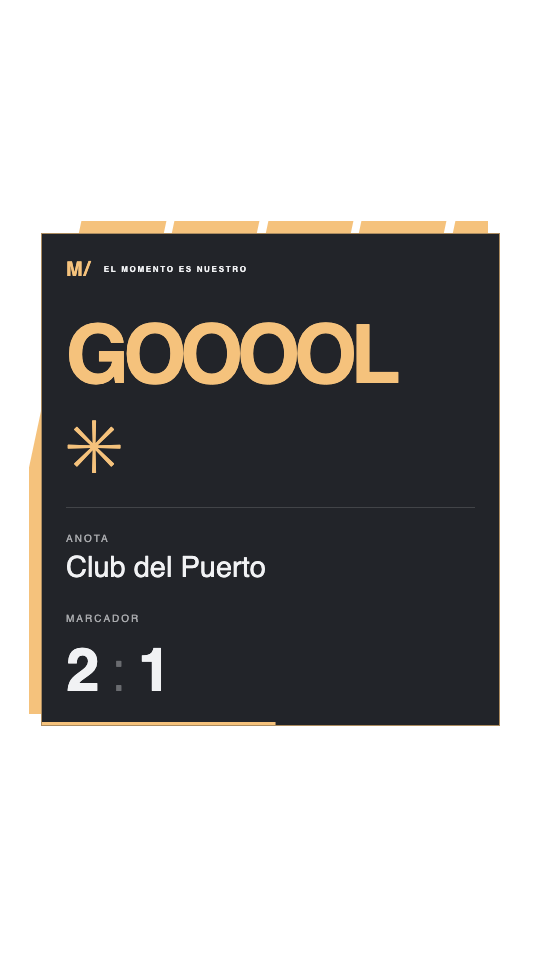 M/ EL MOMENTO ES NUESTRO
GOOOOL
ANOTA
Club del Puerto
MARCADOR
2 : 1